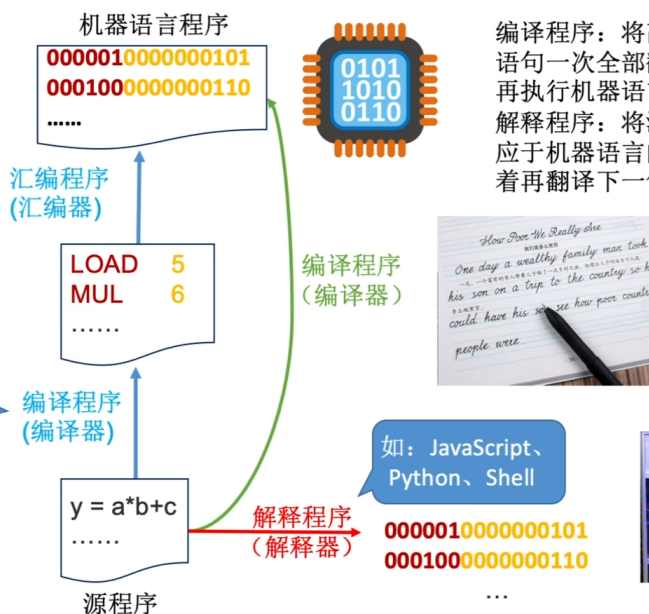 机器语言程序
0000010000000101
0001000000000110
……
汇编程序
(汇编器)
LOAD 5
MUL 6
……
编译程序
(编译器)
编译程序
（编译器）
y = a*b+c
……
源程序
解释程序
（解释器）
如：JavaScript、
Python、Shell
0000010000000101
0001000000000110
…
0101
1010
0110
编译程序：将
语句一次全部
再执行机器语
解释程序：将
应于机器语言
着再翻译下一
How Poor We Really Are
One day a wealthy family man took
his son on a trip to the country so h
could have his son see how poor count
people were.